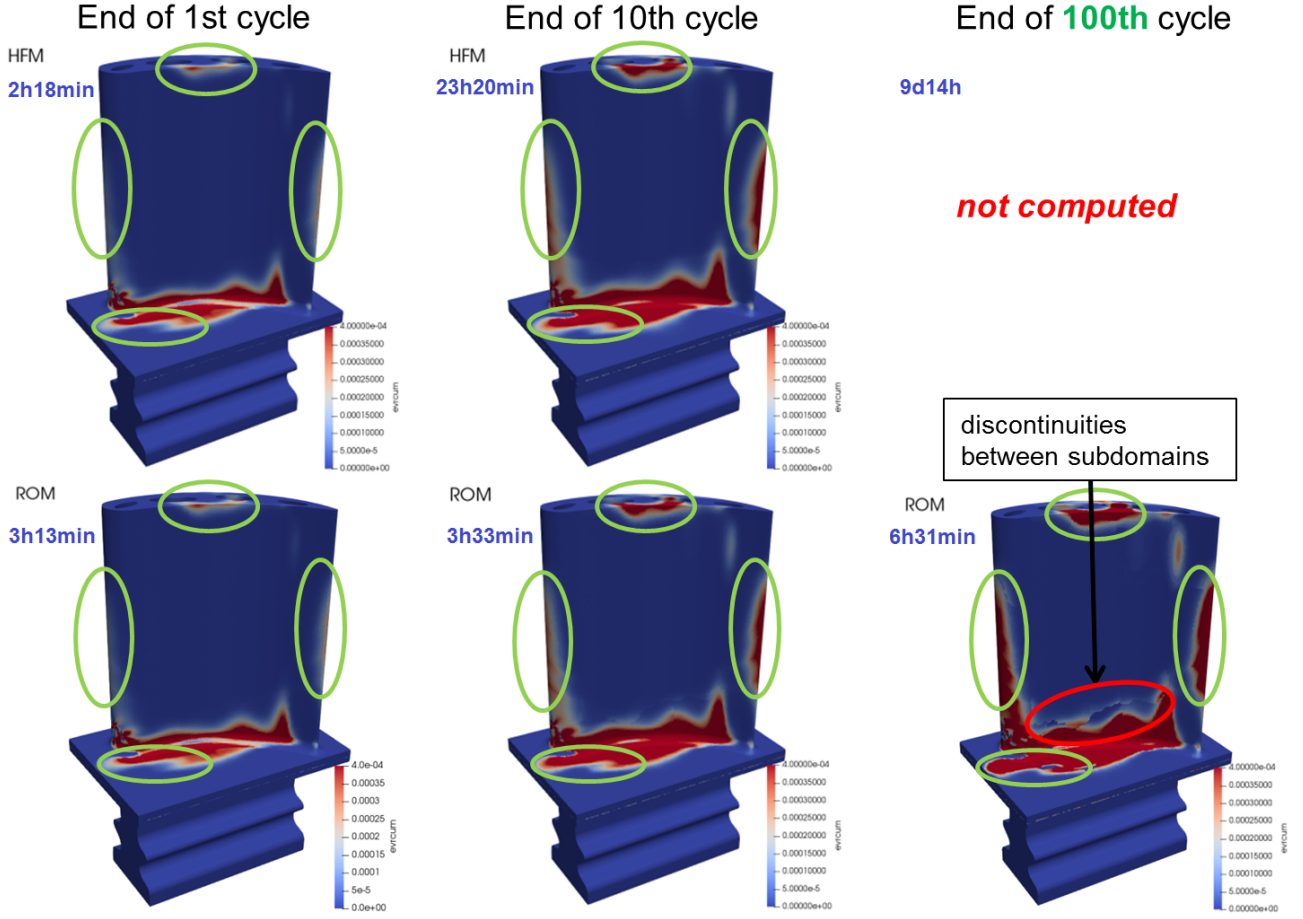 End of 1st cycle
End of 10th cycle
End of 100th cycle
HFM
2h18min
HFM
23h20min
9d14h
not computed
4.00000e-04
0.00035000
0.00030000
0.00025000
0.00020000
0.00015000
0.00010000
5.0000e-5
0.00000e+00
evrcum
4.00000e-04
0.00035000
0.00030000
0.00025000
0.00020000
0.00015000
0.00010000
5.0000e-5
0.00000e+00
evrcum
discontinuities
between subdomains
ROM
3h13min
ROM
3h33min
ROM
6h31min
4.0e-04
0.00035
0.0003
0.00025
0.0002
0.00015
0.0001
5e-5
0.0e+00
evrcum
4.00000e-04
0.00035000
0.00030000
0.00025000
0.00020000
0.00015000
0.00010000
5.0000e-5
0.00000e+00
evrcum
4.00000e-04
0.00035000
0.00030000
0.00025000
0.00020000
0.00015000
0.00010000
5.0000e-5
0.00000e+00
evrcum